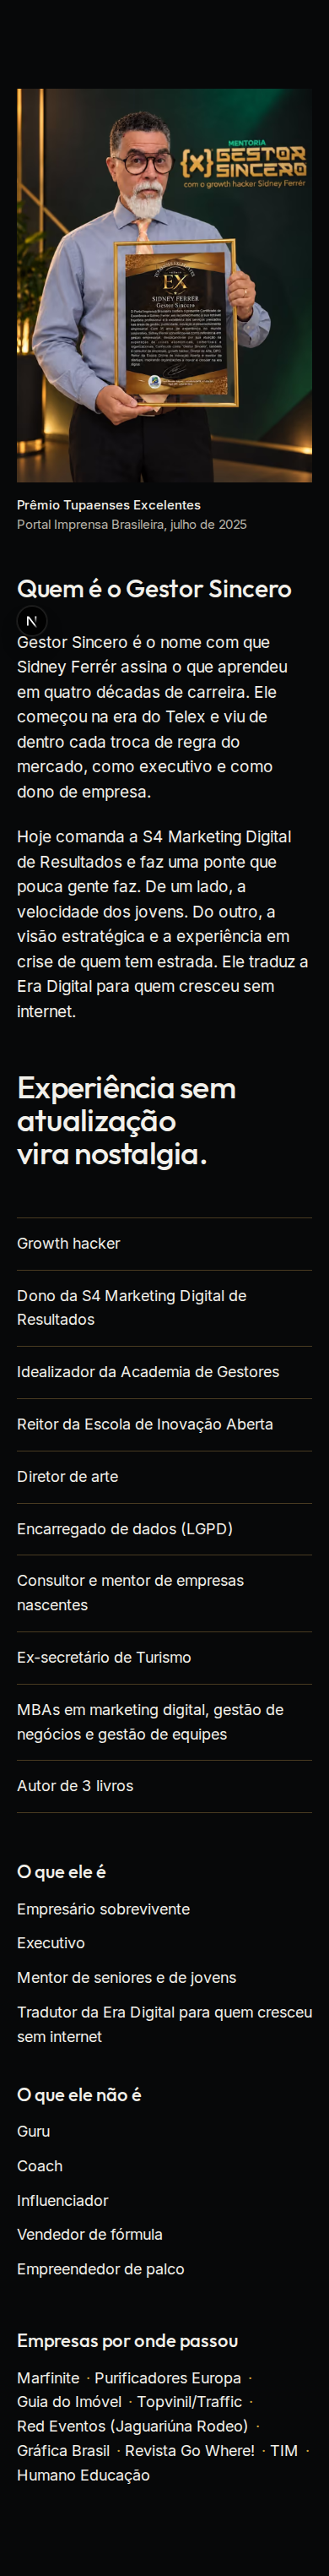 MENTORIA
{x}GESTOR
SINCERO
com o growth hacker Sidney Ferrér
EX
SIDNEY FERRÉR
Gestor Sincero
Prêmio Tupaenses Excelentes
Portal Imprensa Brasileira, julho de 2025
Quem é o Gestor Sincero
N
Gestor Sincero é o nome com que
Sidney Ferrér assina o que aprendeu
em quatro décadas de carreira. Ele
começou na era do Telex e viu de
dentro cada troca de regra do
mercado, como executivo e como
dono de empresa.
Hoje comanda a S4 Marketing Digital
de Resultados e faz uma ponte que
pouca gente faz. De um lado, a
velocidade dos jovens. Do outro, a
visão estratégica e a experiência em
crise de quem tem estrada. Ele traduz a
Era Digital para quem cresceu sem
internet.
Experiência sem
atualização
vira nostalgia.
Growth hacker
Dono da S4 Marketing Digital de
Resultados
Idealizador da Academia de Gestores
Reitor da Escola de Inovação Aberta
Diretor de arte
Encarregado de dados (LGPD)
Consultor e mentor de empresas
nascentes
Ex-secretário de Turismo
MBAs em marketing digital, gestão de
negócios e gestão de equipes
Autor de 3 livros
O que ele é
Empresário sobrevivente
Executivo
Mentor de seniores e de jovens
Tradutor da Era Digital para quem cresceu
sem internet
O que ele não é
Guru
Coach
Influenciador
Vendedor de fórmula
Empreendedor de palco
Empresas por onde passou
Marfinite · Purificadores Europa ·
Guia do Imóvel · Topvinil/Traffic ·
Red Eventos (Jaguariúna Rodeo) ·
Gráfica Brasil · Revista Go Where! · TIM ·
Humano Educação